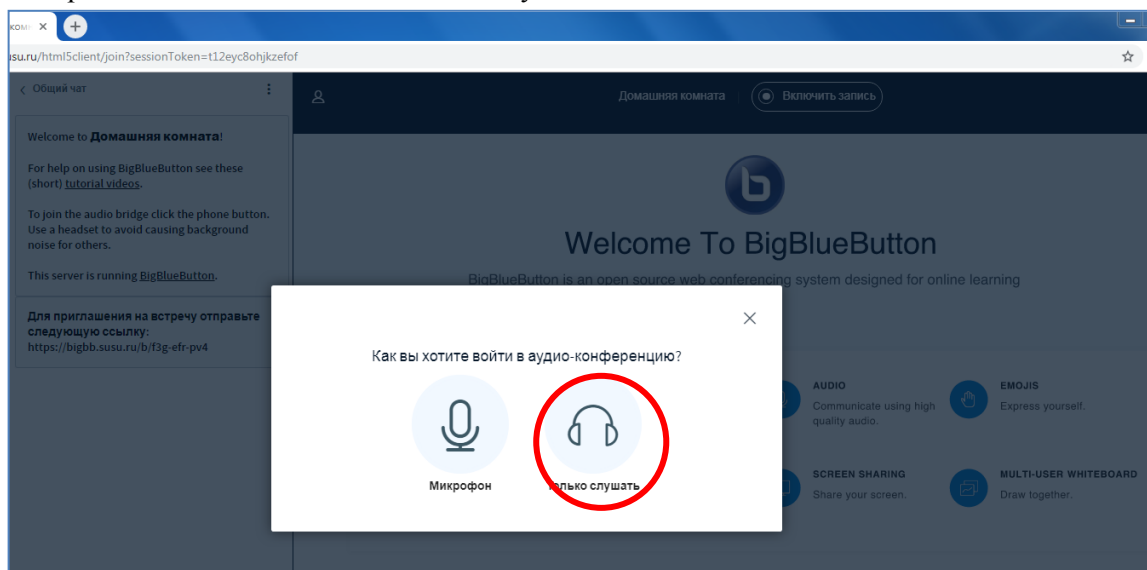 usu.ru/html5client/join?sessionToken=t12eyc8ohjkzefof
Общий чат
Домашняя комната
Включить запись
Welcome to Домашняя комната!
For help on using BigBlueButton see these
(short) tutorial videos.
To join the audio bridge click the phone button.
Use a headset to avoid causing background
noise for others.
This server is running BigBlueButton.
Для приглашения на встречу отправьте
следующую ссылку:
https://bigbb.susu.ru/b/f3g-efr-pv4
Welcome To BigBlueButton
BigBlueButton is an open source web conferencing system designed for online learning
Как вы хотите войти в аудио-конференцию?
Микрофон
Только слушать
AUDIO
Communicate using high
quality audio.
EMOJIS
Express yourself.
SCREEN SHARING
Share your screen.
MULTI-USER WHITEBOARD
Draw together.